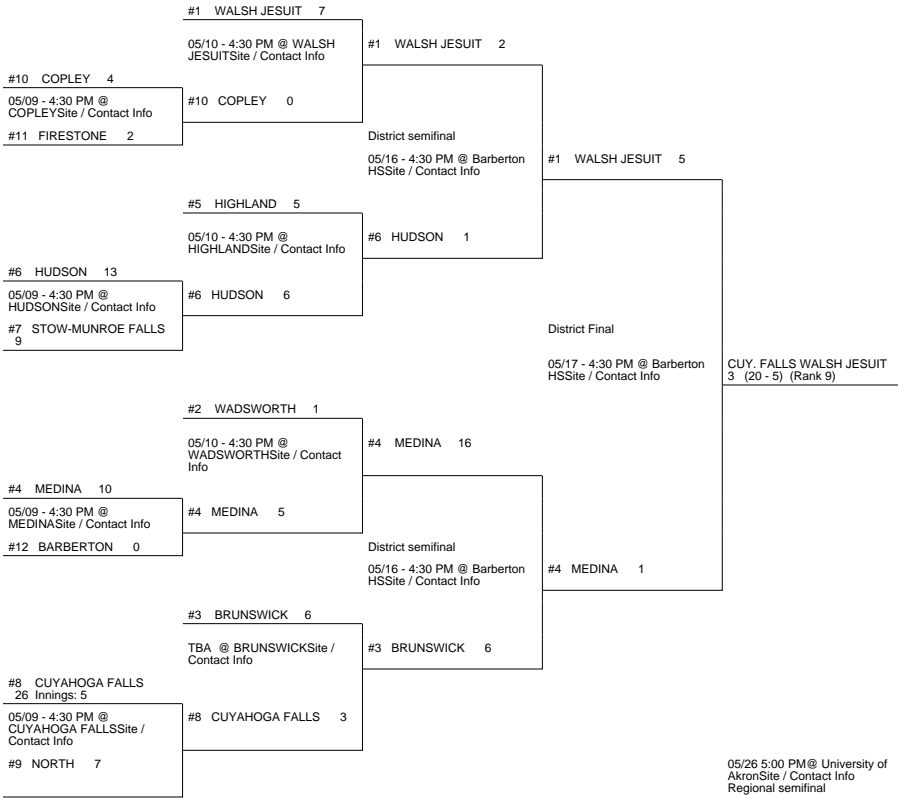 #1 WALSH JESUIT 7
05/10 - 4:30 PM @ WALSH
JESUITSite / Contact Info
#1 WALSH JESUIT 2
#10 COPLEY 4
05/09 - 4:30 PM @
COPLEYSite / Contact Info
#10 COPLEY 0
#11 FIRESTONE 2
District semifinal
05/16 - 4:30 PM @ Barberton
HSSite / Contact Info
#1 WALSH JESUIT 5
#5 HIGHLAND 5
05/10 - 4:30 PM @
HIGHLANDSite / Contact Info
#6 HUDSON 1
#6 HUDSON 13
05/09 - 4:30 PM @
HUDSONSite / Contact Info
#6 HUDSON 6
#7 STOW-MUNROE FALLS
9
District Final
05/17 - 4:30 PM @ Barberton
HSSite / Contact Info
CUY. FALLS WALSH JESUIT
3 (20 - 5) (Rank 9)
#2 WADSWORTH 1
05/10 - 4:30 PM @
WADSWORTHSite / Contact
Info
#4 MEDINA 16
#4 MEDINA 10
05/09 - 4:30 PM @
MEDINASite / Contact Info
#4 MEDINA 5
#12 BARBERTON 0
District semifinal
05/16 - 4:30 PM @ Barberton
HSSite / Contact Info
#4 MEDINA 1
#3 BRUNSWICK 6
TBA @ BRUNSWICKSite /
Contact Info
#3 BRUNSWICK 6
#8 CUYAHOGA FALLS
26 Innings: 5
05/09 - 4:30 PM @
CUYAHOGA FALLSSite /
Contact Info
#8 CUYAHOGA FALLS 3
#9 NORTH 7
05/26 5:00 PM@ University of
AkronSite / Contact Info
Regional semifinal